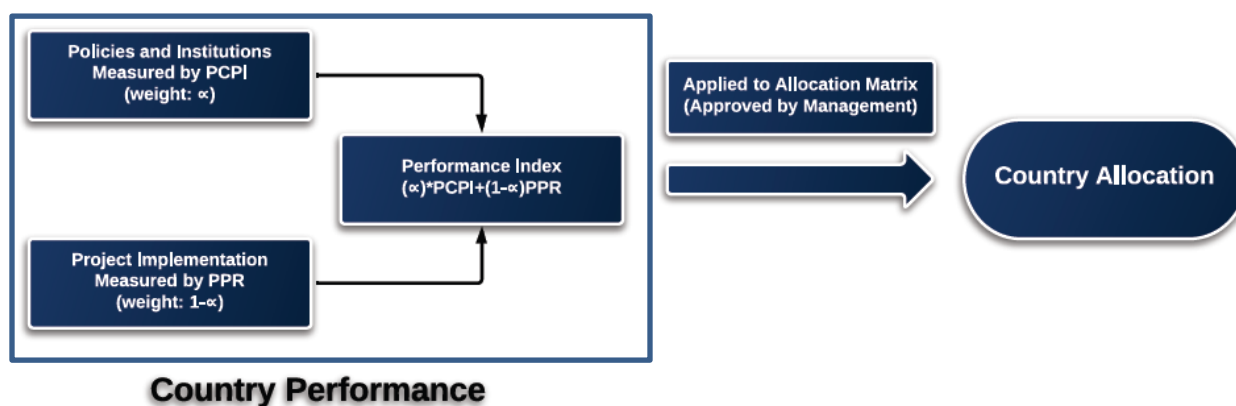 Policies and Institutions
Measured by PCPI
(weight: ∝)
Performance Index
(∝)*PCPI+(1-∝)PPR
Project Implementation
Measured by PPR
(weight: 1-∝)
Country Performance
Applied to Allocation Matrix
(Approved by Management)
Country Allocation